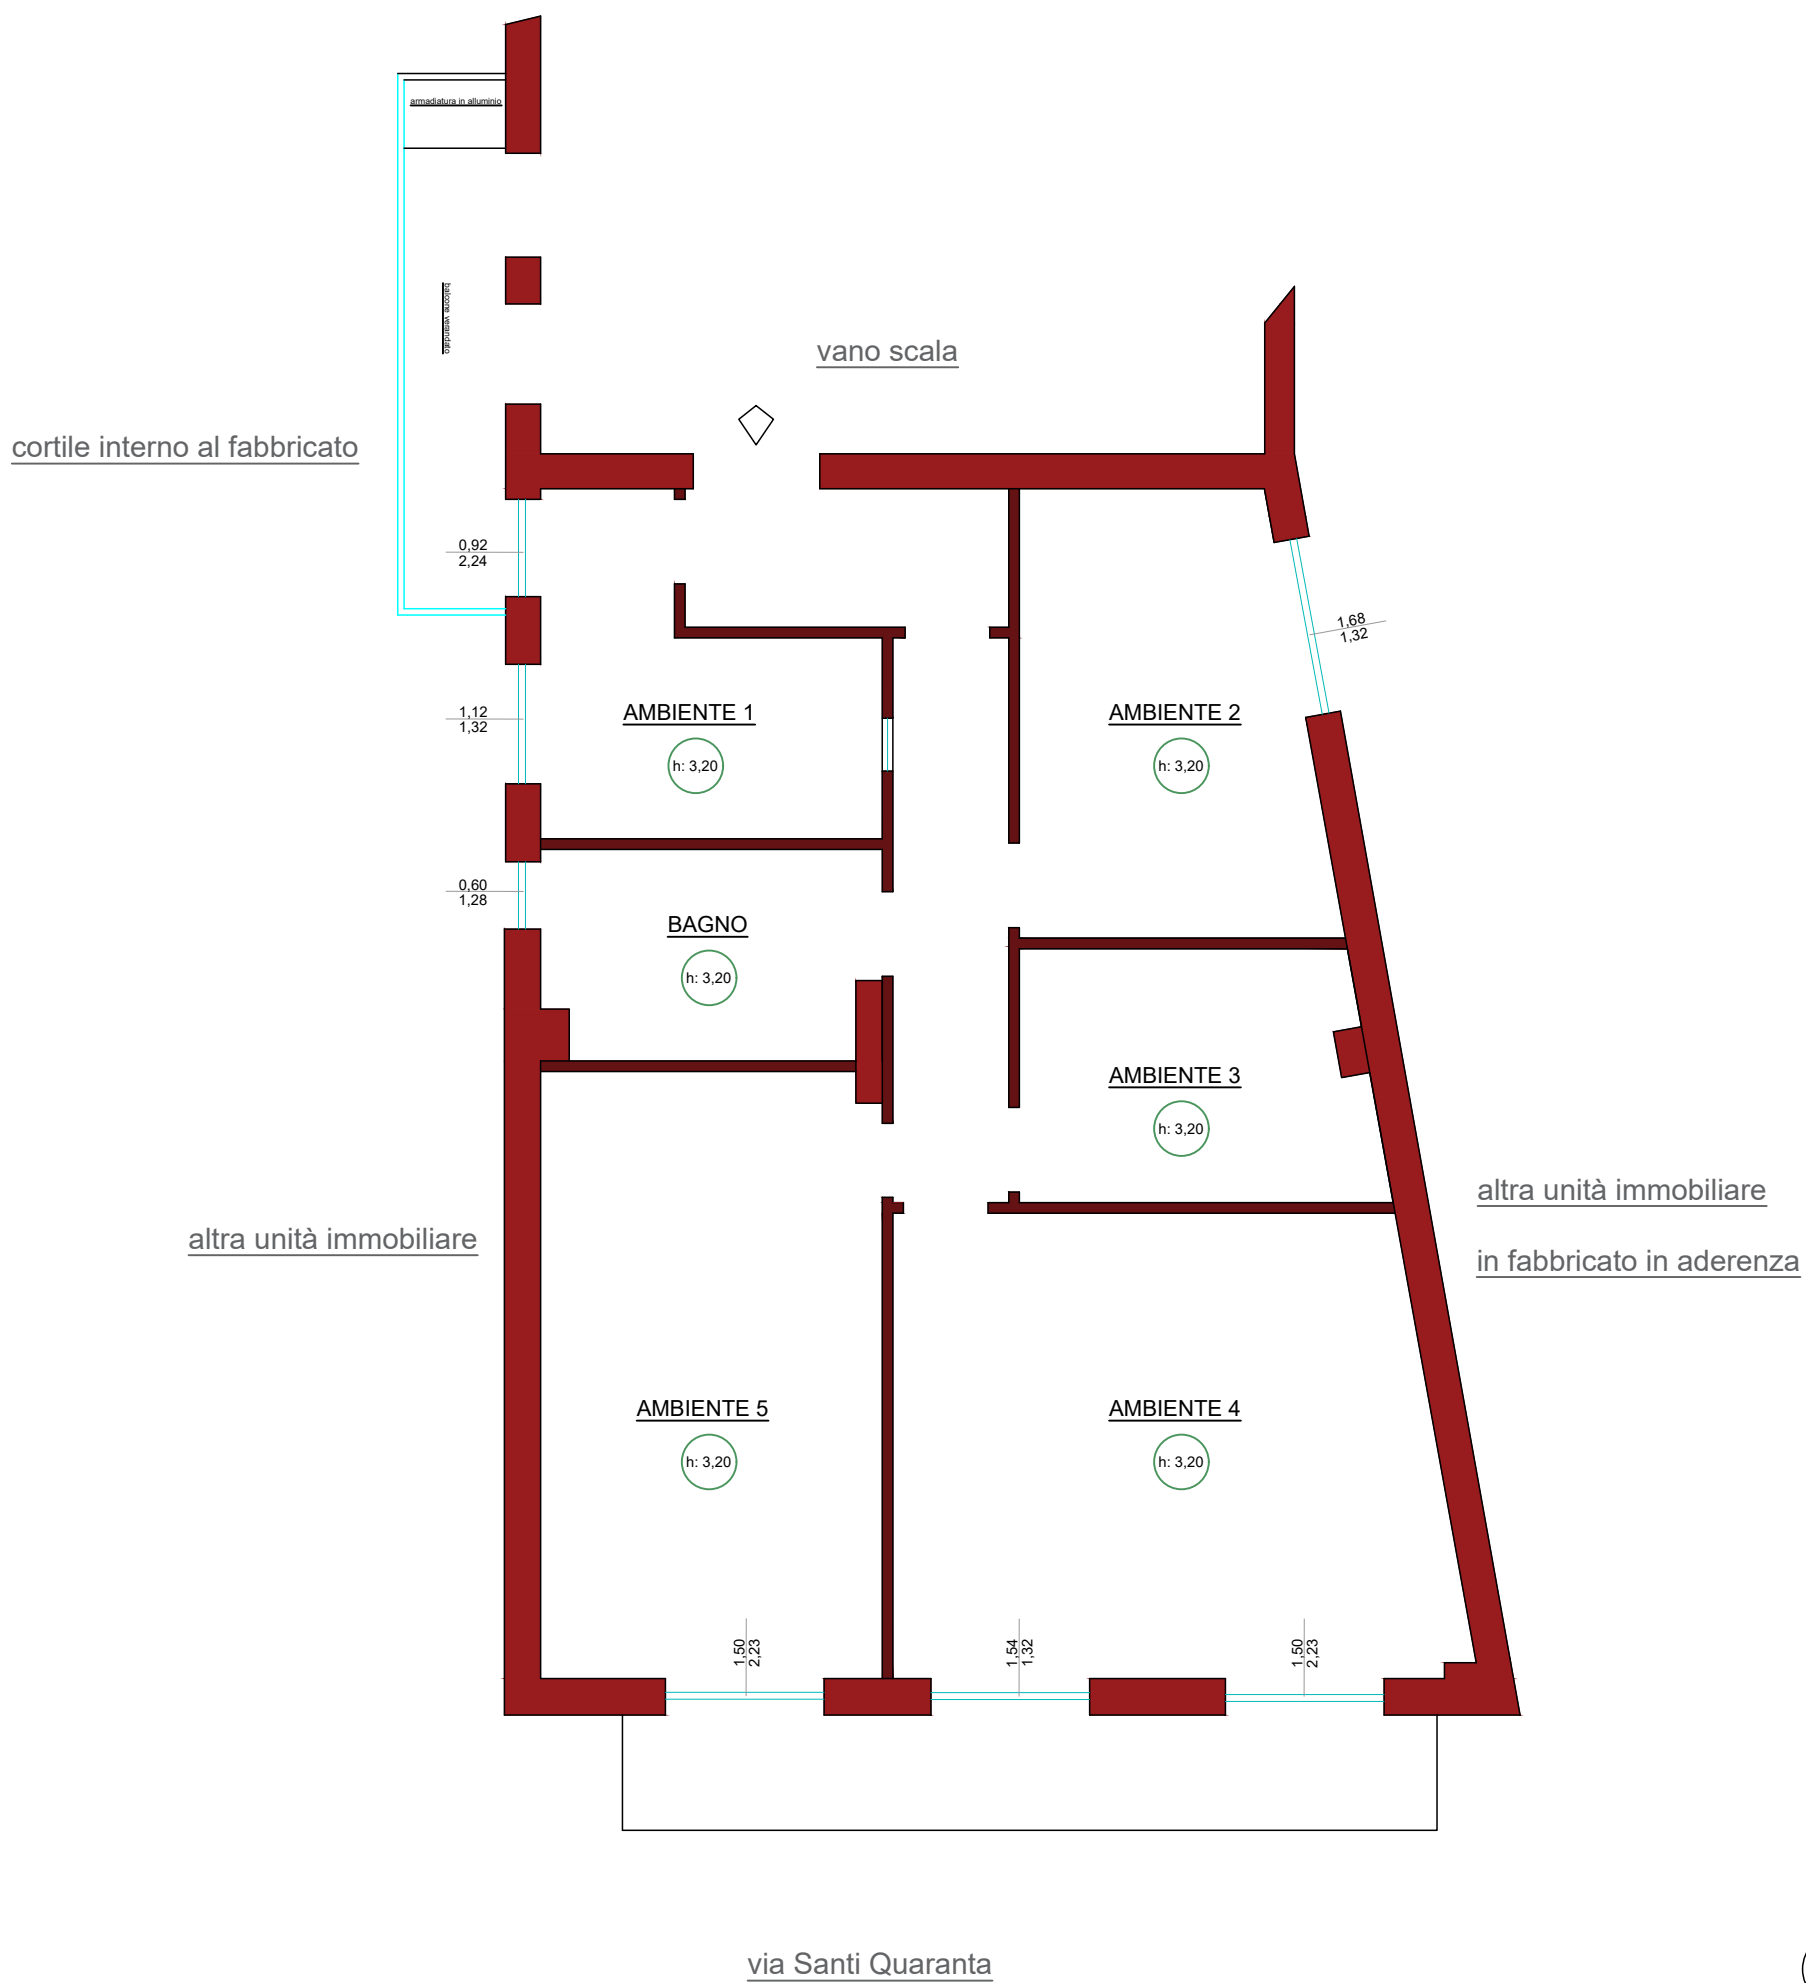 armadiatura in alluminio
balcone verandato
vano scala
cortile interno al fabbricato
0,92
2,24
1,68
1,32
1,12
1,32
AMBIENTE 1
h: 3,20
AMBIENTE 2
h: 3,20
0,60
1,28
BAGNO
h: 3,20
AMBIENTE 3
h: 3,20
altra unità immobiliare
in fabbricato in aderenza
altra unità immobiliare
AMBIENTE 5
h: 3,20
AMBIENTE 4
h: 3,20
1,50
2,23
1,54
1,32
1,50
2,23
via Santi Quaranta